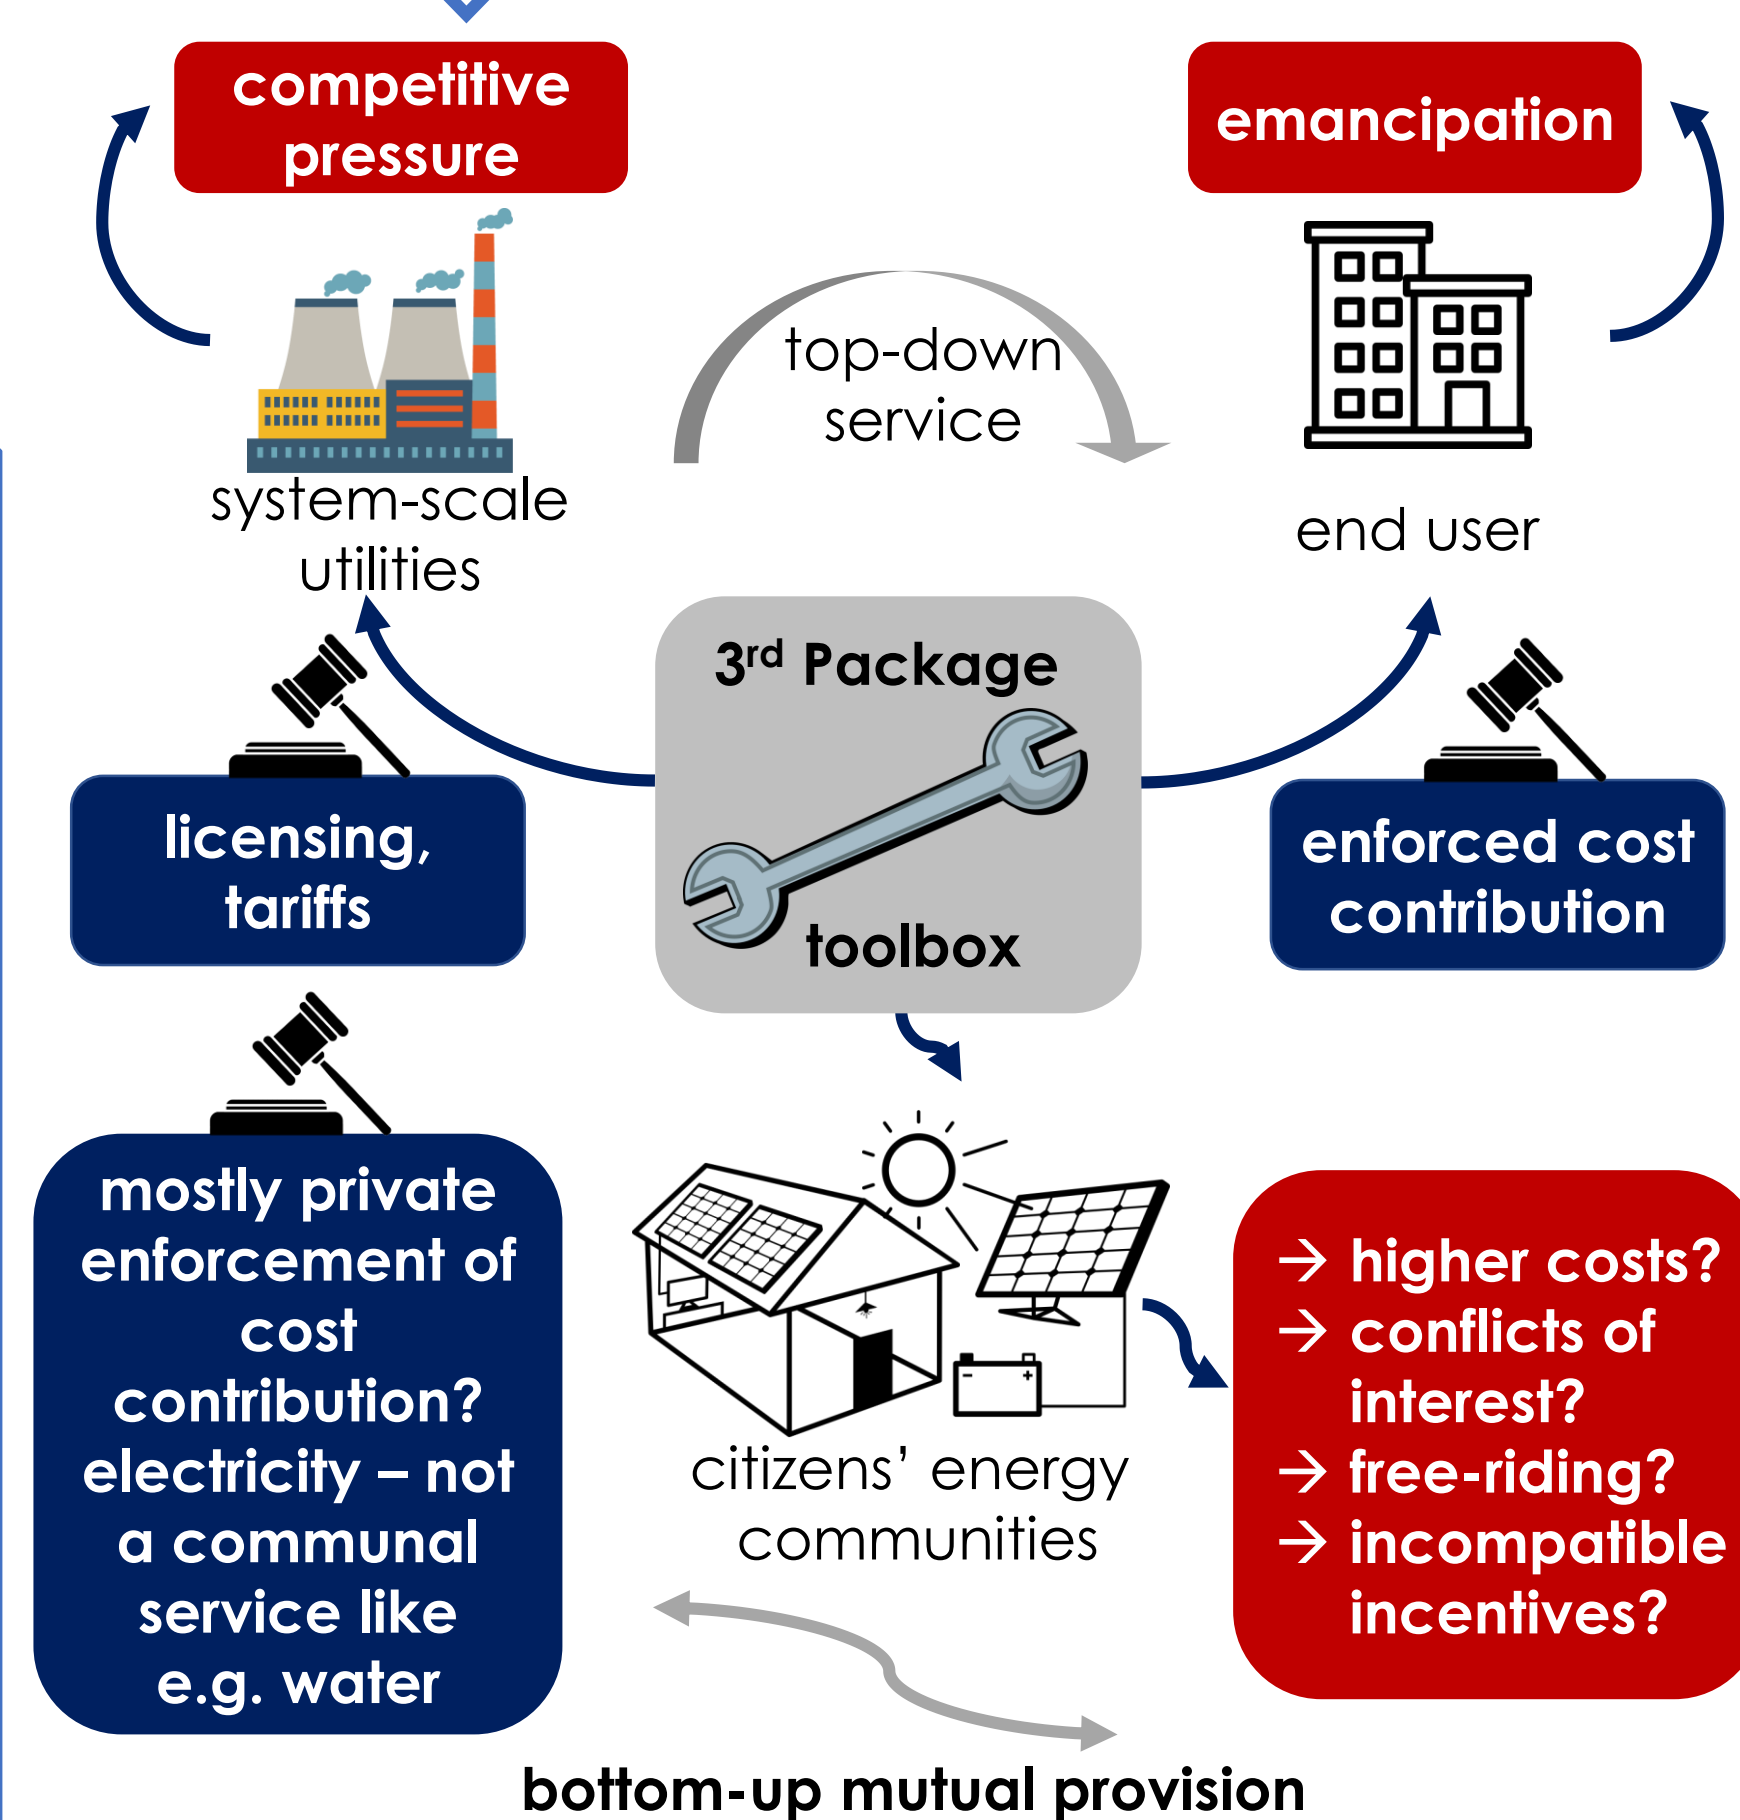 competitive
pressure
emancipation
top-down
service
system-scale
utilities
end user
3rd Package
toolbox
licensing,
tariffs
enforced cost
contribution
mostly private
enforcement of
cost
contribution?
electricity – not
a communal
service like
e.g. water
citizens’ energy
communities
→ higher costs?
→ conflicts of
interest?
→ free-riding?
→ incompatible
incentives?
bottom-up mutual provision